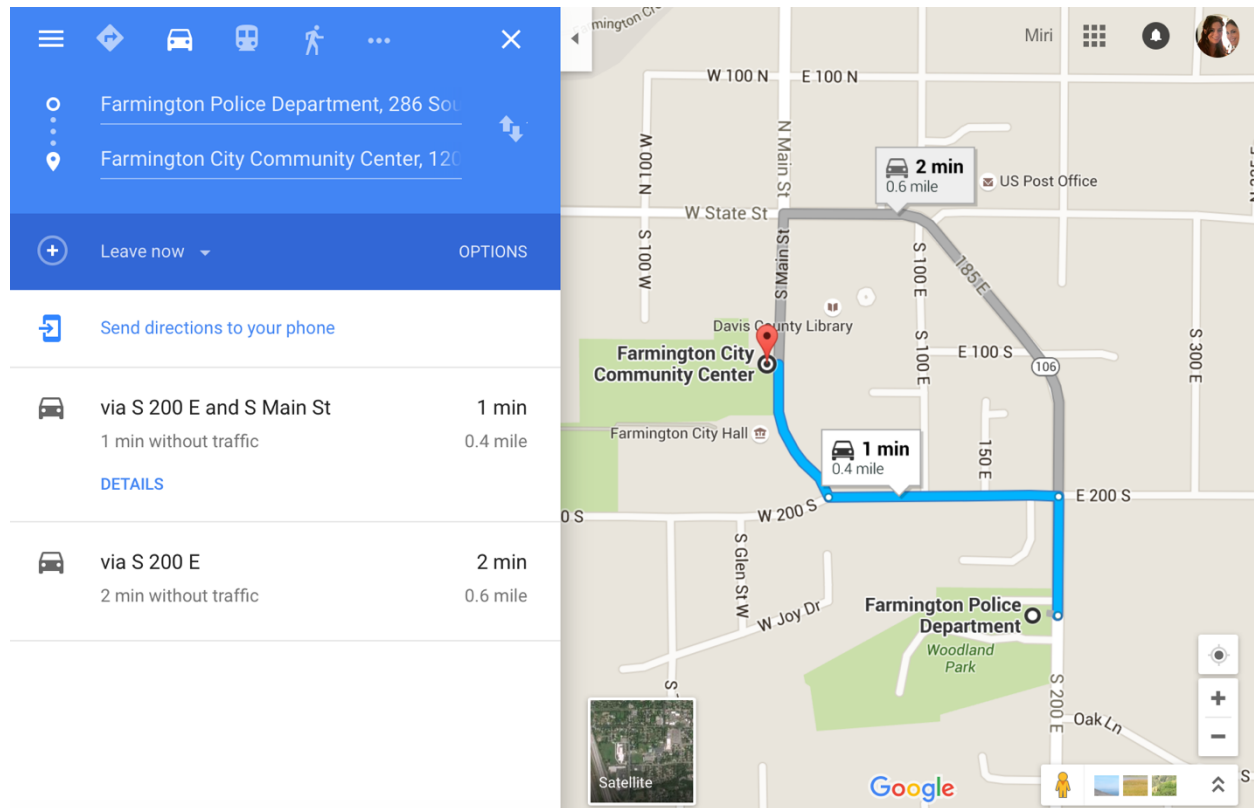 Farmington Police Department, 286 Sou
Farmington City Community Center, 120
Leave now
OPTIONS
Send directions to your phone
via S 200 E and S Main St
1 min
1 min without traffic
0.4 mile
DETAILS
via S 200 E
2 min
2 min without traffic
0.6 mile
Miri
W 100 N
E 100 N
N Main St
W 100 N
2 min
0.6 mile
US Post Office
W State St
S 100 W
S Main St
S 100 E
185 E
Davis County Library
Farmington City
Community Center
S 100 E
E 100 S
106
S 300 E
Farmington City Hall
1 min
0.4 mile
150 E
W 200 S
E 200 S
0 S
S Glen St W
W Joy Dr
Farmington Police
Department
Woodland
Park
S 200 E
Oak Ln
Satellite
Google